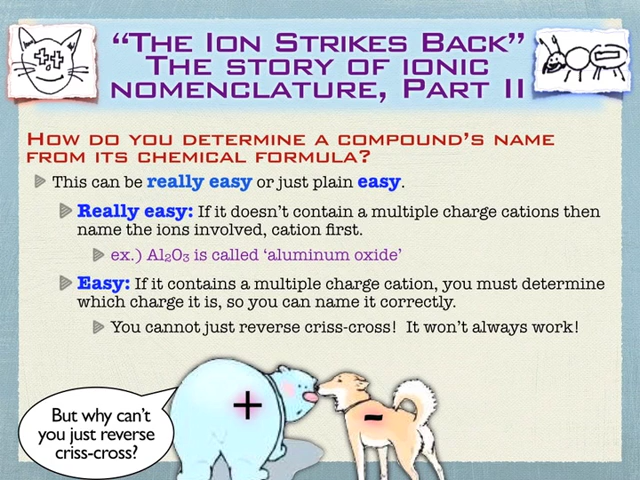 “The Ion Strikes Back”
The story of ionic
nomenclature, Part II
How do you determine a compound’s name
from its chemical formula?
This can be really easy or just plain easy.
Really easy: If it doesn’t contain a multiple charge cations then
name the ions involved, cation first.
ex.) Al₂O₃ is called ‘aluminum oxide’
Easy: If it contains a multiple charge cation, you must determine
which charge it is, so you can name it correctly.
You cannot just reverse criss-cross! It won’t always work!
But why can’t
you just reverse
criss-cross?
+
-